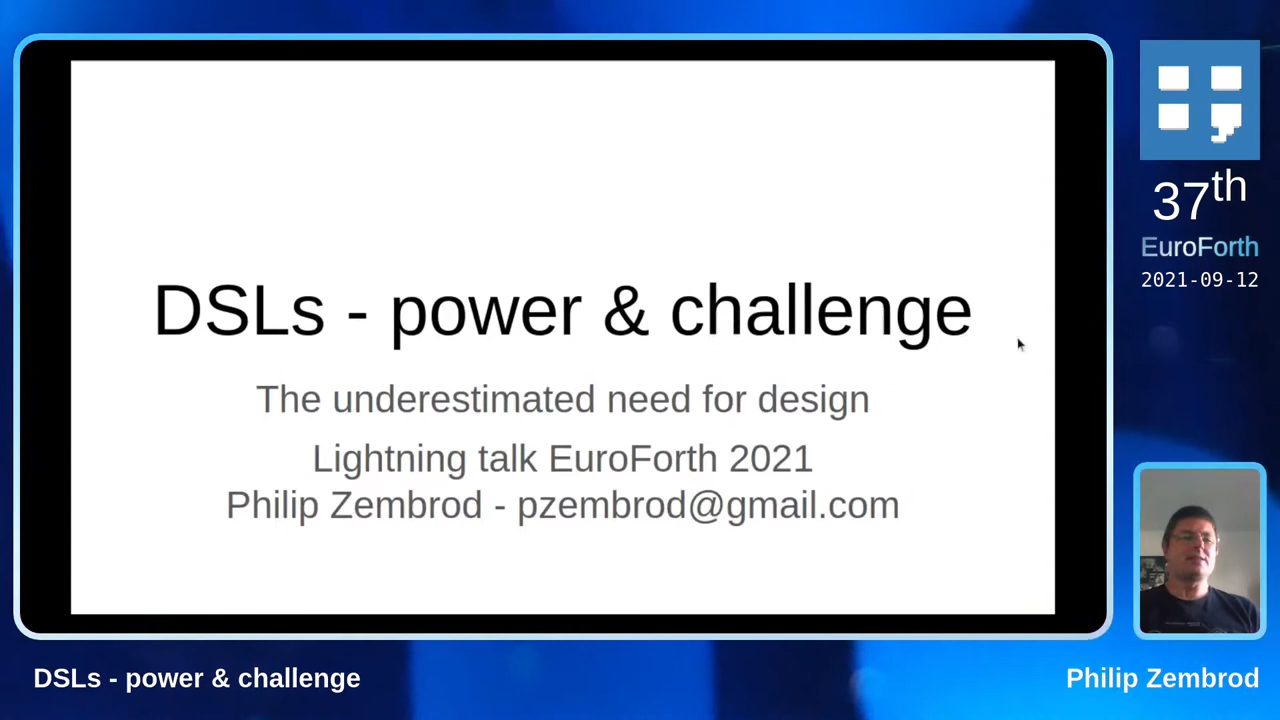 DSLs - power & challenge
The underestimated need for design
Lightning talk EuroForth 2021
Philip Zembrod - pzembrod@gmail.com
37th
EuroForth
2021-09-12
DSLs - power & challenge
Philip Zembrod